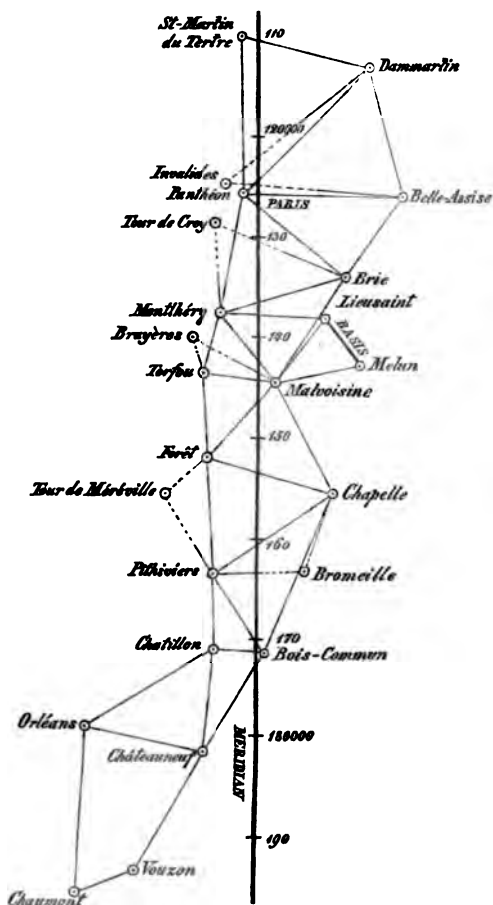 St-Martin
du Tertre
110
Dammartin
120000
Invalides
Panthéon
PARIS
Belle-Assise
Tour de Croy
130
Brie
Lieusaint
Montlhéry
Bruyères
130
BASIS
Torfou
Melun
Malvoisine
150
Forêt
Tour de Méréville
Chapelle
160
Pithiviers
Bromeille
170
Chatillon
Bois-Commun
Orléans
180000
Châteauneuf
MERIDIAN
190
Vouzon
Chaumont